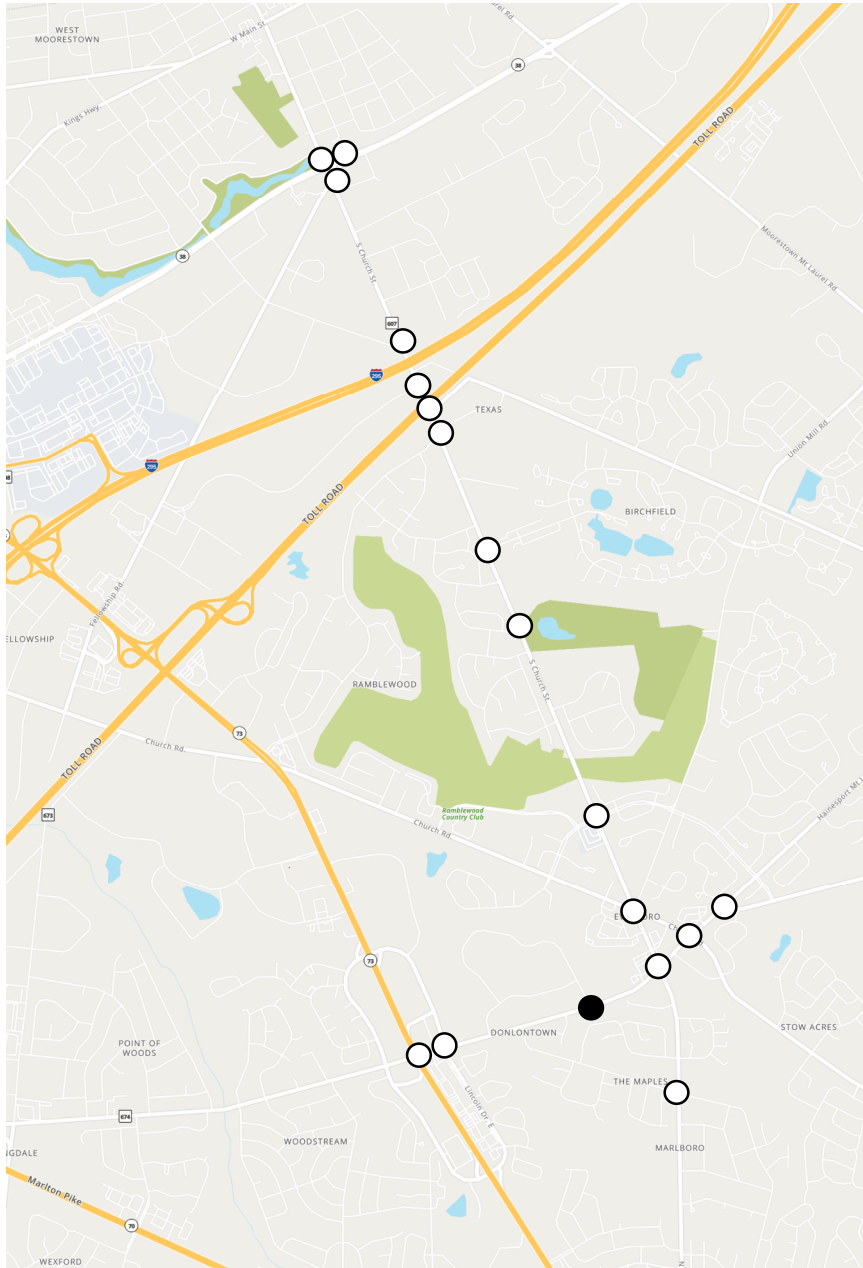 WEST
MOORESTOWN
W Main St.
38
Kings Hwy.
TOLL ROAD
38
S Church St.
Moorestown Mt Laurel Rd.
607
295
TEXAS
Union Mill Rd.
295
TOLL ROAD
BIRCHFIELD
Fellowship Rd.
ELLOWSHIP
S Church St.
RAMBLEWOOD
73
Church Rd.
TOLL ROAD
673
Ramblewood
Country Club
Church Rd.
Hainesport Mt L
73
DONLONTOWN
STOW ACRES
POINT OF
WOODS
THE MAPLES
Lincoln Dr. E
674
WOODSTREAM
MARLBORO
NGDALE
Marlton Pike
70
WEXFORD